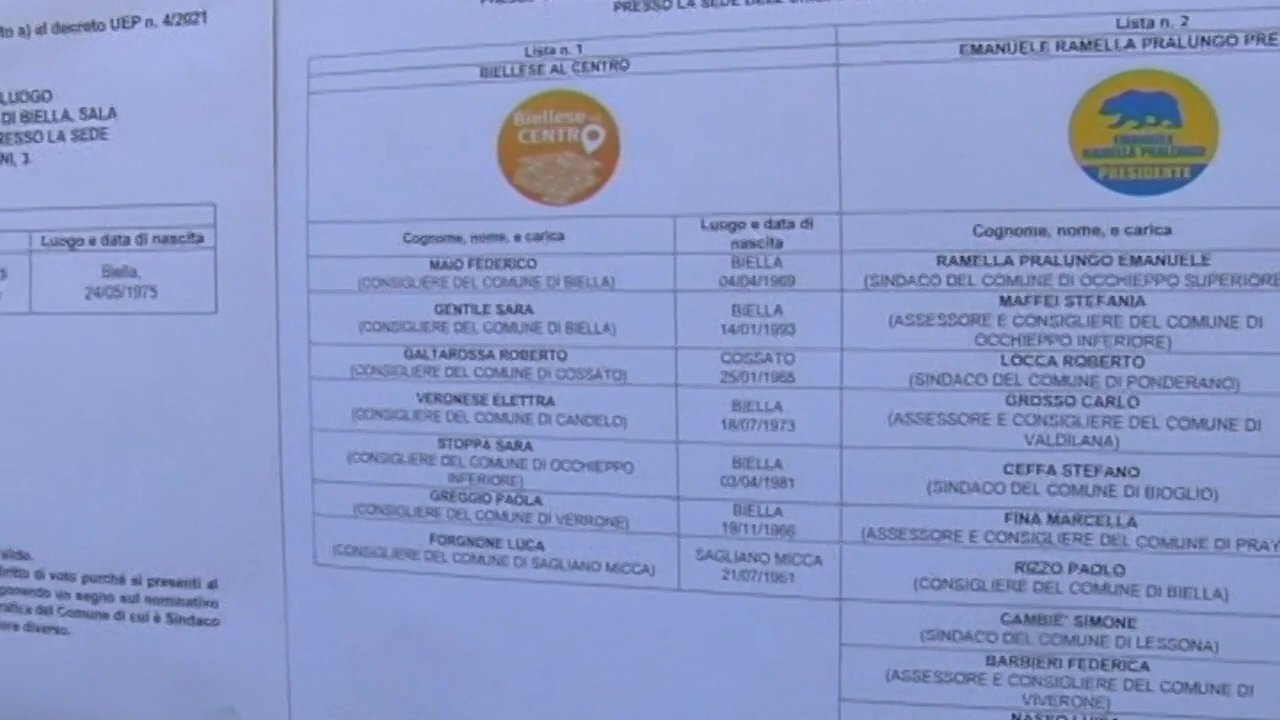 to a) al decreto UEP n. 4/2021
LUOGO
DI BIELLA, SALA
RESSO LA SEDE
NI, 3
Luogo e data di nascita
Biella,
24/05/1975
diritto di voto purché si presenti al
ponendo un segno sul nominativo
rafica del Comune di cui è Sindaco
ore diverso.
PRESSO LA SEDE
Lista n. 1
BIELLESE AL CENTRO
Biellese al
CENTRO
Cognome, nome, e carica
Luogo e data di
nascita
MAIO FEDERICO
(CONSIGLIERE DEL COMUNE DI BIELLA)
BIELLA
04/04/1969
GENTILE SARA
(CONSIGLIERE DEL COMUNE DI BIELLA)
BIELLA
14/01/1993
GALTAROSSA ROBERTO
(CONSIGLIERE DEL COMUNE DI COSSATO)
COSSATO
25/01/1965
VERONESE ELETTRA
(CONSIGLIERE DEL COMUNE DI CANDELO)
BIELLA
18/07/1973
STOPPA SARA
(CONSIGLIERE DEL COMUNE DI OCCHIEPPO
INFERIORE)
BIELLA
03/04/1981
GREGGIO PAOLA
(CONSIGLIERE DEL COMUNE DI VERRONE)
BIELLA
19/11/1966
FORGNONE LUCA
(CONSIGLIERE DEL COMUNE DI SAGLIANO MICCA)
SAGLIANO MICCA
21/07/1961
Lista n. 2
EMANUELE RAMELLA PRALUNGO PRE
EMANUELE
RAMELLA PRALUNGO
PRESIDENTE
Cognome, nome, e carica
RAMELLA PRALUNGO EMANUELE
(SINDACO DEL COMUNE DI OCCHIEPPO SUPERIORE
MAFFEI STEFANIA
(ASSESSORE E CONSIGLIERE DEL COMUNE DI
OCCHIEPPO INFERIORE)
LOCCA ROBERTO
(SINDACO DEL COMUNE DI PONDERANO)
GROSSO CARLO
(ASSESSORE E CONSIGLIERE DEL COMUNE DI
VALDILANA)
CEFFA STEFANO
(SINDACO DEL COMUNE DI BIOGLIO)
FINA MARCELLA
(ASSESSORE E CONSIGLIERE DEL COMUNE DI PRAY
RIZZO PAOLO
(CONSIGLIERE DEL COMUNE DI BIELLA)
CAMBIE' SIMONE
(SINDACO DEL COMUNE DI LESSONA)
BARBIERI FEDERICA
(ASSESSORE E CONSIGLIERE DEL COMUNE DI
VIVERONE)